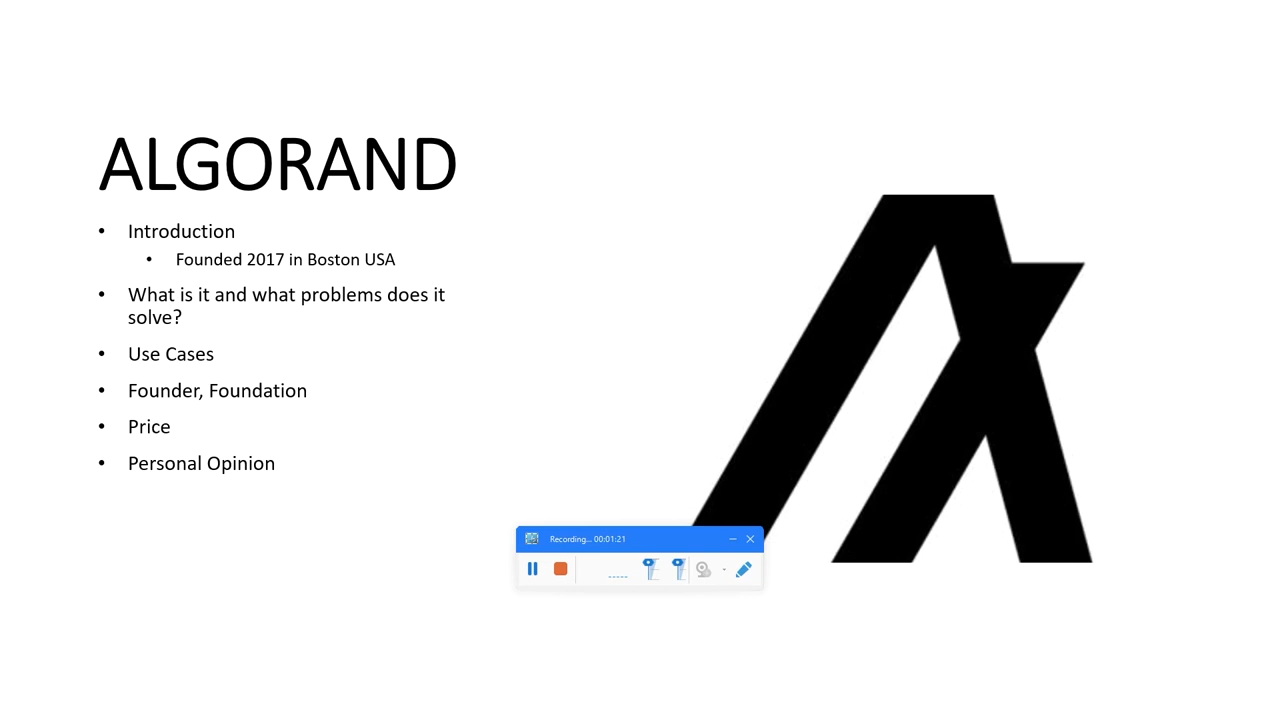 ALGORAND
• Introduction
• Founded 2017 in Boston USA
• What is it and what problems does it
solve?
• Use Cases
• Founder, Foundation
• Price
• Personal Opinion
Recording... 00:01:21